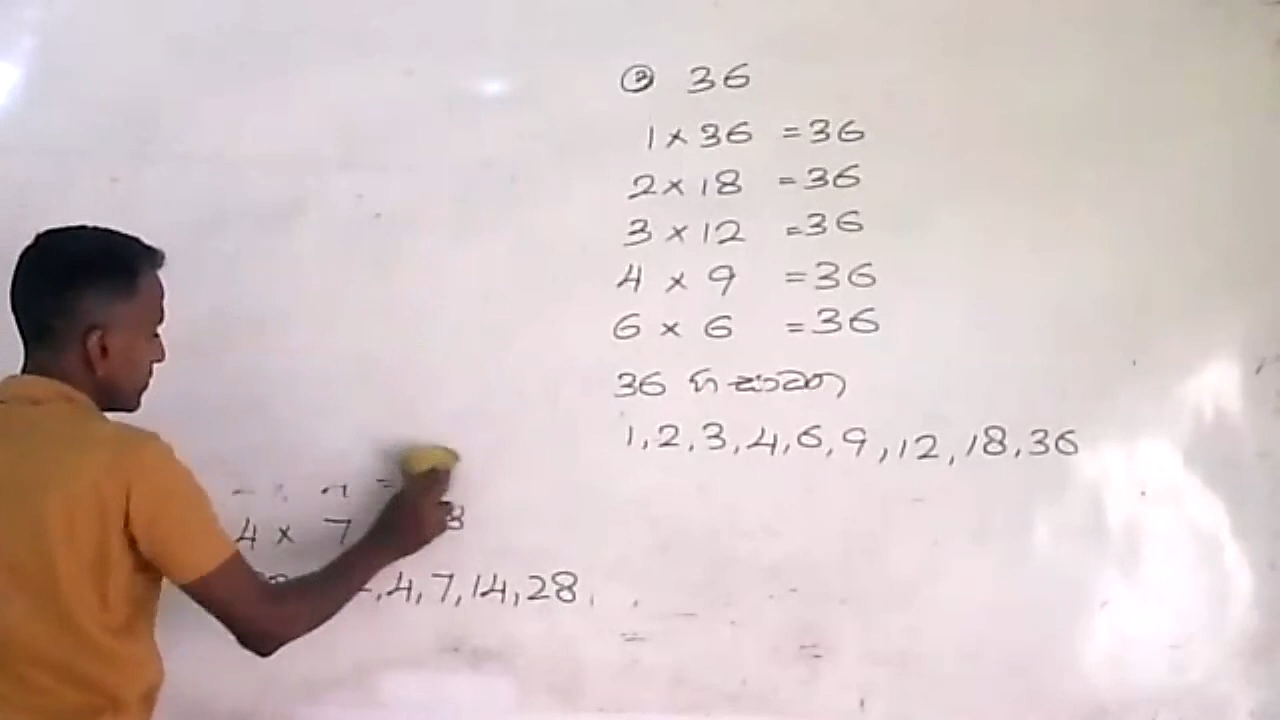 ③ 36
1 × 36 = 36
2 × 18 = 36
3 × 12 = 36
4 × 9 = 36
6 × 6 = 36
36 හි සාධක
1, 2, 3, 4, 6, 9, 12, 18, 36
4 × 7
4, 7, 14, 28